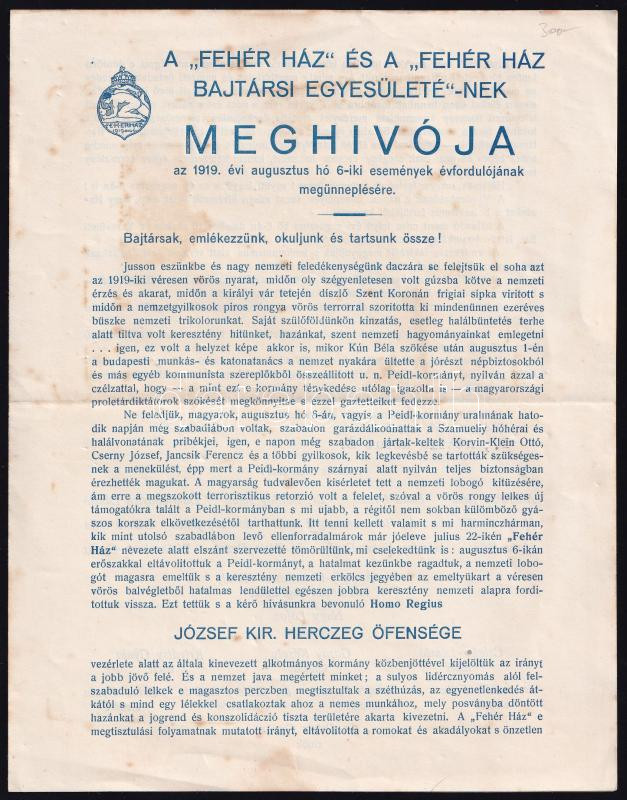 300-
A „FEHÉR HÁZ" ÉS A „FEHÉR HÁZ
BAJTÁRSI EGYESÜLETÉ"-NEK
FEHÉRHÁZ
MEGHIVÓJA
az 1919. évi augusztus hó 6-iki események évfordulójának
megünneplésére.
Bajtársak, emlékezzünk, okuljunk és tartsunk össze!
Jusson eszünkbe és nagy nemzeti feledékenységünk daczára se felejtsük el soha azt
az 1919-iki véresen vörös nyarat, midőn oly szégyenletesen volt gúzsba kötve a nemzeti
érzés és akarat, midőn a királyi vár tetején díszlő Szent Koronán frigiai sipka viritott s
midőn a nemzetgyilkosok piros rongya vörös terrorral szoritotta ki mindenünnen ezeréves
büszke nemzeti trikolorunkat. Saját szülőföldünkön kinzatás, esetleg halálbüntetés terhe
alatt tiltva volt keresztény hitünket, hazánkat, szent nemzeti hagyományainkat emlegetni
. . . . igen, ez volt a helyzet képe akkor is, mikor Kún Béla szökése után augusztus 1-én
a budapesti munkás- és katonatanács a nemzet nyakára ültette a jórészt népbiztosokból
és más egyéb kommunista szereplőkből összeállitott u. n. Peidl-kormányt, nyilván azzal a
czélzattal, hogy — a mint ezt e kormány ténykedése utólag igazolta is — a magyarországi
proletárdiktátorok szökését megkönnyítse s ezzel gaztetteiket fedezze.
Ne feledjük, magyarok, augusztus hó 6-án, vagyis a Peidl-kormány uralmának hato-
dik napján még szabadlábon voltak, szabadon garázdálkodhattak a Szamuely hóhérai és
halálvonatának pribékjei, igen, e napon még szabadon jártak-keltek Korvin-Klein Ottó,
Cserny József, Jancsik Ferencz és a többi gyilkosok, kik legkevésbé se tartották szükséges-
nek a menekülést, épp mert a Peidl-kormány szárnyai alatt nyilván teljes biztonságban
érezhették magukat. A magyarság tudvalevően kisérletet tett a nemzeti lobogó kitüzésére,
ám erre a megszokott terrorisztikus retorzió volt a felelet, szóval a vörös rongy lelkes új
támogatókra talált a Peidl-kormányban s mi ujabb, a régitől nem sokban külömböző gyá-
szos korszak elkövetkezésétől tarthattunk. Itt tenni kellett valamit s mi harminczhárman,
kik mint utolsó szabadlábon levő ellenforradalmárok már jóeleve julius 22-ikén „Fehér
Ház" nevezete alatt elszánt szervezetté tömörültünk, mi cselekedtünk is: augusztus 6-ikán
erőszakkal eltávolitottuk a Peidl-kormányt, a hatalmat kezünkbe ragadtuk, a nemzeti lobo-
gót magasra emeltük s a keresztény nemzeti erkölcs jegyében az emeltyükart a véresen
vörös balvégletből hatalmas lendülettel egészen jobbra keresztény nemzeti alapra fordi-
tottuk vissza. Ezt tettük s a kérő hivásunkra bevonuló Homo Regius
JÓZSEF KIR. HERCZEG ŐFENSÉGE
vezérlete alatt az általa kinevezett alkotmányos kormány közbenjöttével kijelöltük az irányt
a jobb jövő felé. És a nemzet java megértett minket; a sulyos lidércznyomás alól fel-
szabaduló lelkek e magasztos perczben megtisztultak a széthúzás, az egyenetlenkedés át-
kától s mind egy lélekkel csatlakoztak ahoz a nemes munkához, mely posványba döntött
hazánkat a jogrend és konszolidáczió tiszta területére akarta kivezetni. A „Fehér Ház" e
megtisztulási folyamatnak mutatott irányt, eltávolitotta a romokat és akadályokat s önzetlen